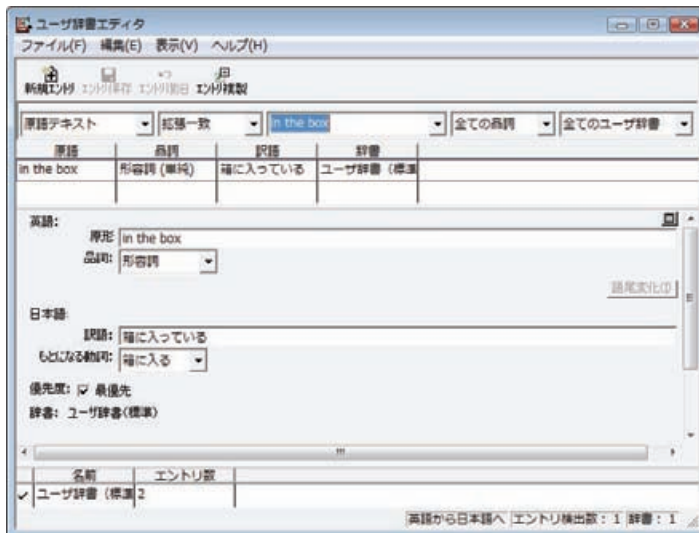 ユーザ辞書エディタ
ファイル(F) 編集(E) 表示(V) ヘルプ(H)
新規エントリ エントリ保存 エントリ削除 エントリ複製
原語テキスト 拡張一致 in the box 全ての品詞 全てのユーザ辞書
原語 品詞 訳語 辞書
in the box 形容詞 (単純) 箱に入っている ユーザ辞書 (標準
英語:
原形 in the box
品詞: 形容詞
語尾変化(I)
日本語
訳語: 箱に入っている
もとになる動詞: 箱に入る
優先度: 最優先
辞書: ユーザ辞書(標準)
名前 エントリ数
ユーザ辞書 (標準 2
英語から日本語へ エントリ検出数: 1 辞書: 1